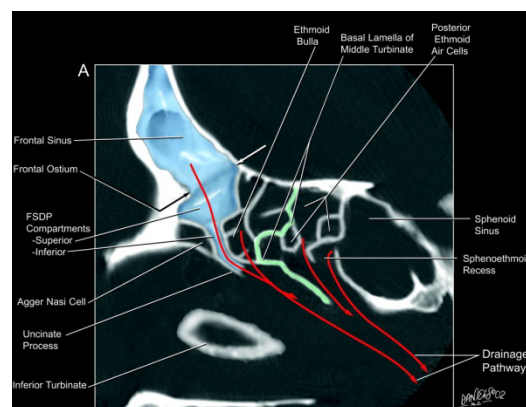 A
Ethmoid
Bulla
Basal Lamella of
Middle Turbinate
Posterior
Ethmoid
Air Cells
Frontal Sinus
Frontal Ostium
FSDP
Compartments
-Superior
-Inferior
Agger Nasi Cell
Uncinate
Process
Inferior Turbinate
Sphenoid
Sinus
Sphenoethmoidal
Recess
Drainage
Pathway